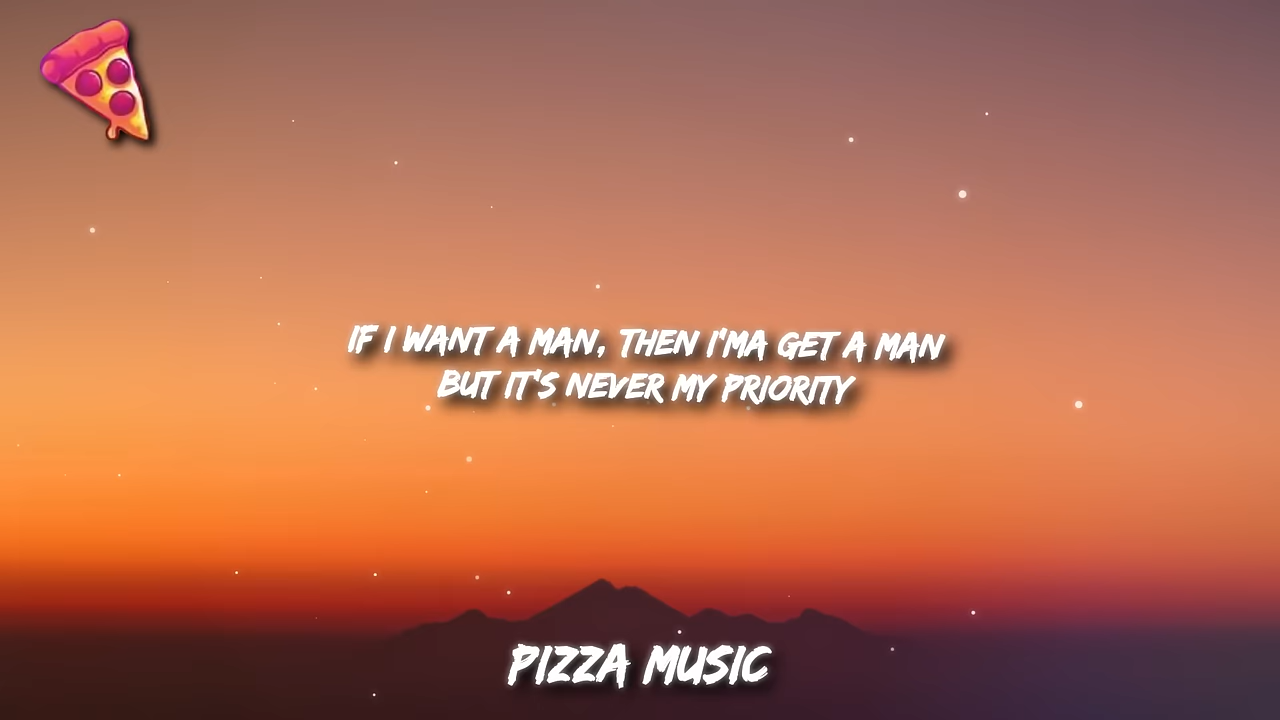 IF I WANT A MAN, THEN I'MA GET A MAN
BUT IT'S NEVER MY PRIORITY
PIZZA MUSIC